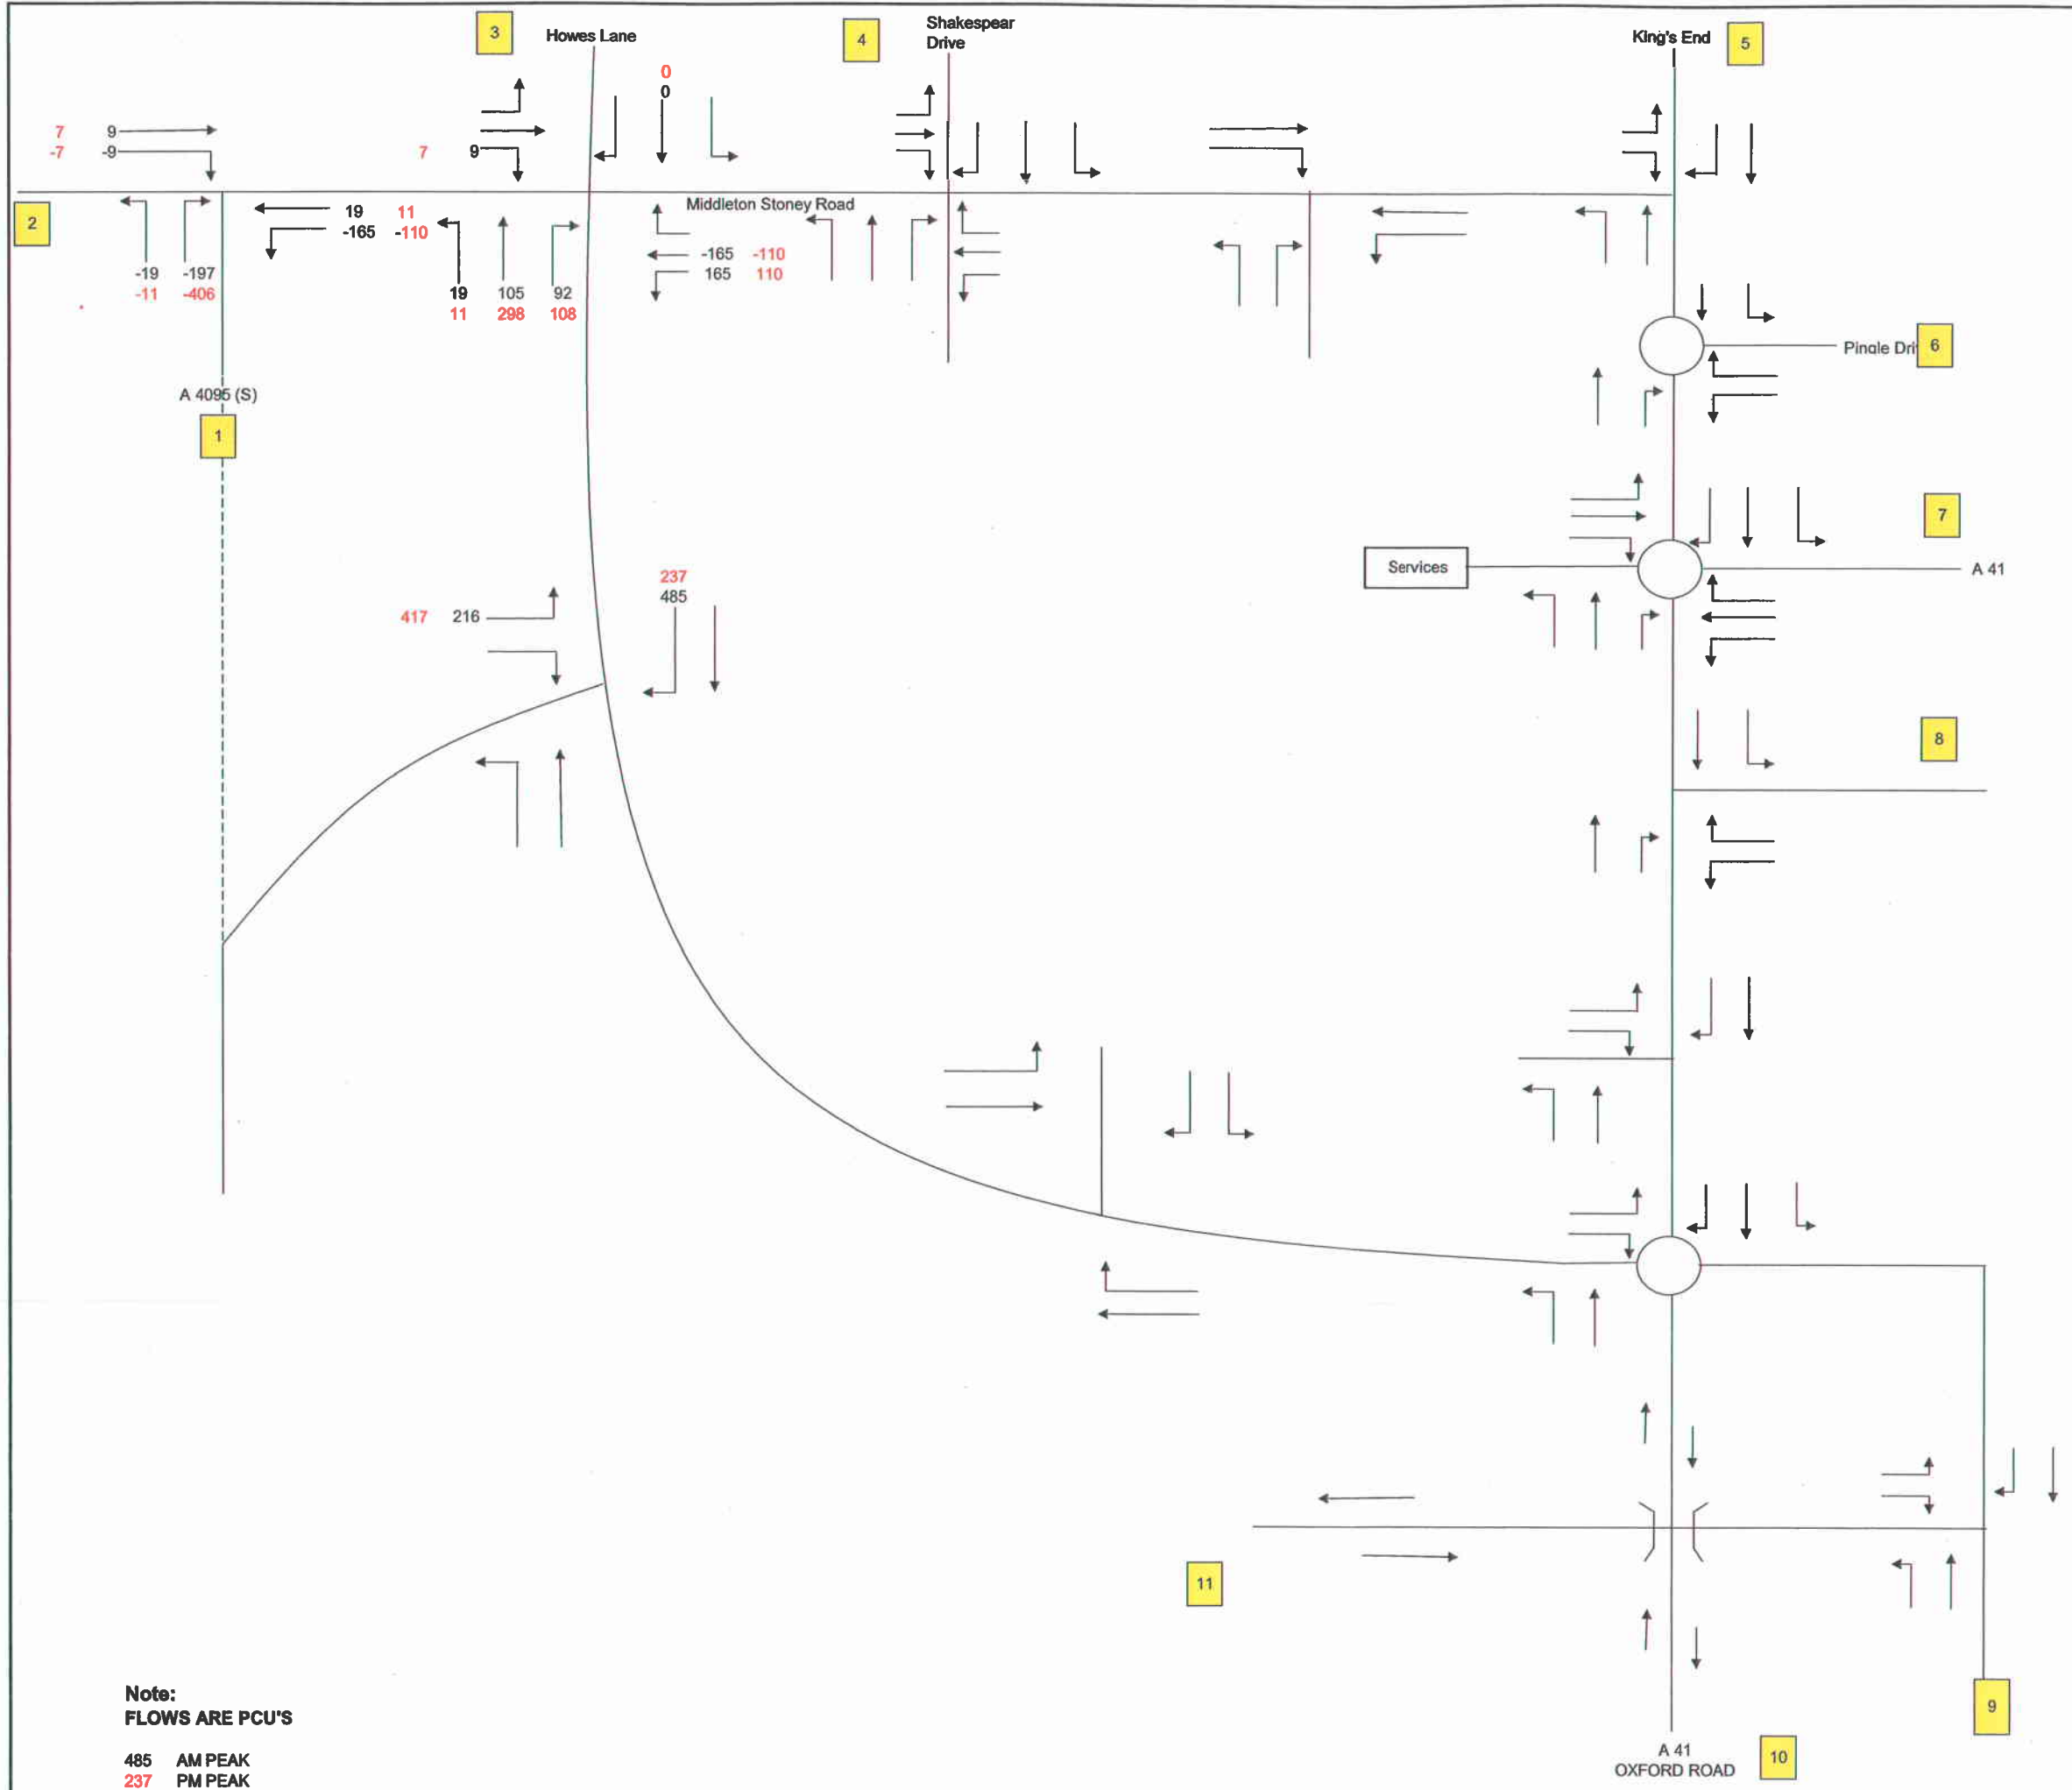 3
Howes Lane
4
Shakespear
Drive
King's End
5
0
0
7 9
-7 -9
7 9
2
19 11
-165 -110
Middleton Stoney Road
-165 -110
165 110
-19 -197
-11 -406
19 105 92
11 298 108
Pingle Dri
6
A 4095 (S)
1
7
Services
A 41
237
485
417 216
8
11
9
Note:
FLOWS ARE PCU'S
485 AM PEAK
237 PM PEAK
A 41
OXFORD ROAD
10